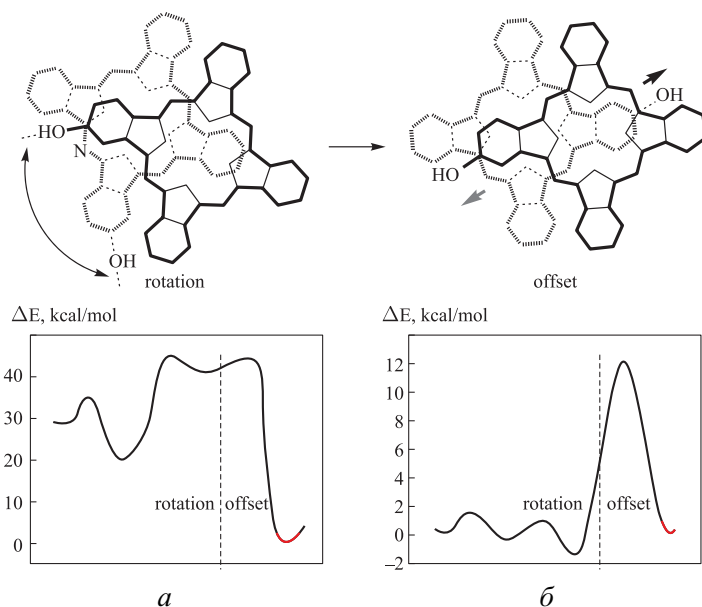 OH
HO
N
HO
OH
rotation
offset
ΔE, kcal/mol
ΔE, kcal/mol
40
30
20
10
0
rotation
offset
12
10
8
6
4
2
0
–2
rotation
offset
а
б